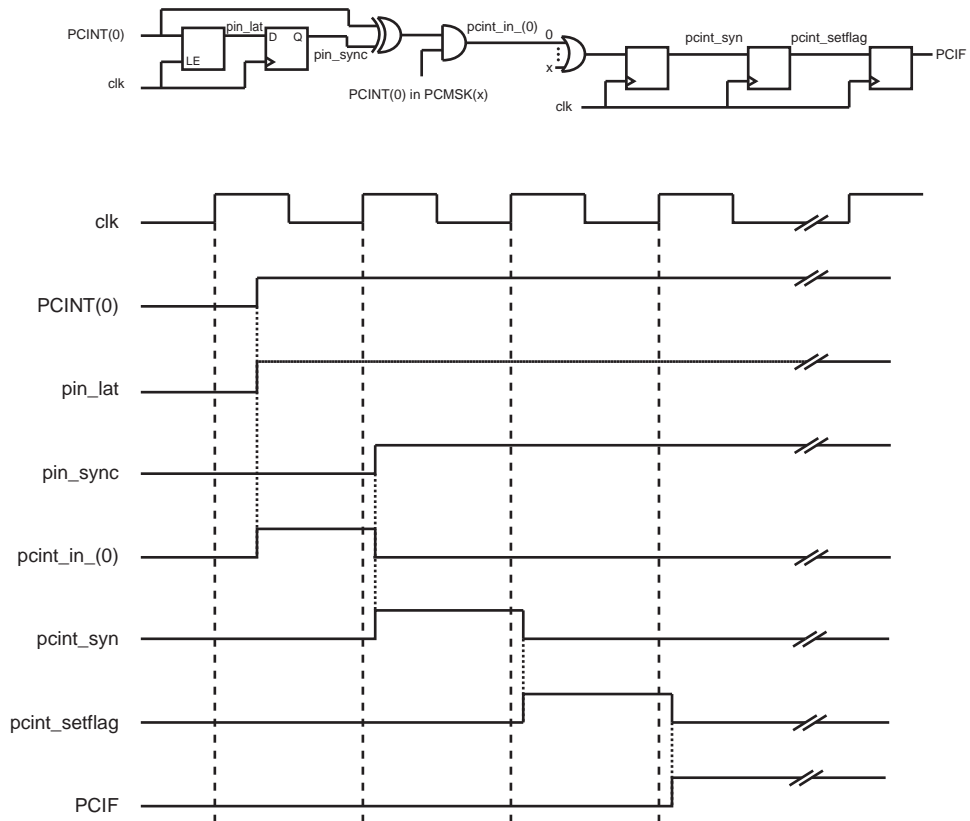 PCINT(0)
pin_lat
D Q
LE
pin_sync
clk
pcint_in_(0)
0
x
PCINT(0) in PCMSK(x)
pcint_syn
pcint_setflag
PCIF
clk
clk
PCINT(0)
pin_lat
pin_sync
pcint_in_(0)
pcint_syn
pcint_setflag
PCIF